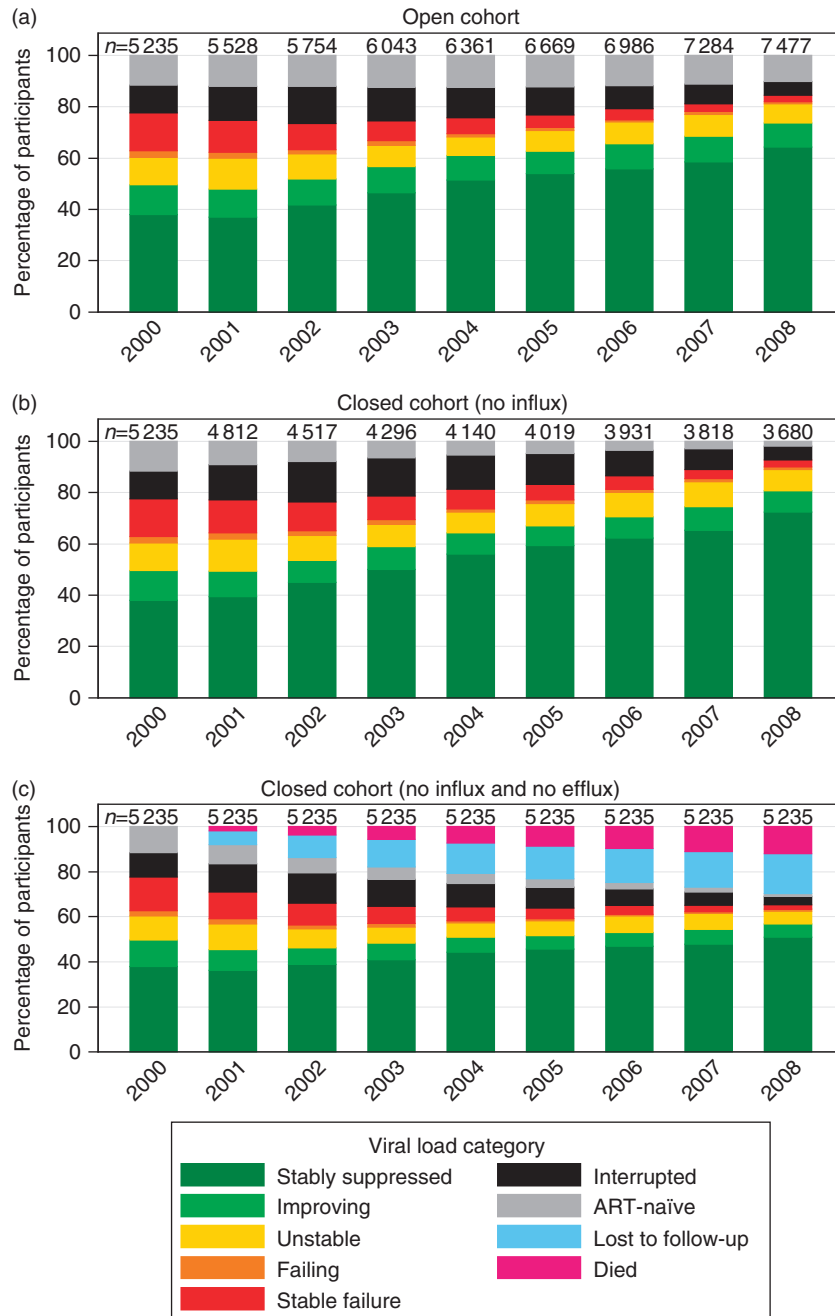 (a) Open cohort
n=5 235 5 528 5 754 6 043 6 361 6 669 6 986 7 284 7 477
Percentage of participants
100
80
60
40
20
0
2000 2001 2002 2003 2004 2005 2006 2007 2008
(b) Closed cohort (no influx)
n=5 235 4 812 4 517 4 296 4 140 4 019 3 931 3 818 3 680
Percentage of participants
100
80
60
40
20
0
2000 2001 2002 2003 2004 2005 2006 2007 2008
(c) Closed cohort (no influx and no efflux)
n=5 235 5 235 5 235 5 235 5 235 5 235 5 235 5 235 5 235
Percentage of participants
100
80
60
40
20
0
2000 2001 2002 2003 2004 2005 2006 2007 2008
Viral load category
Stably suppressed
Improving
Unstable
Failing
Stable failure
Interrupted
ART-naïve
Lost to follow-up
Died